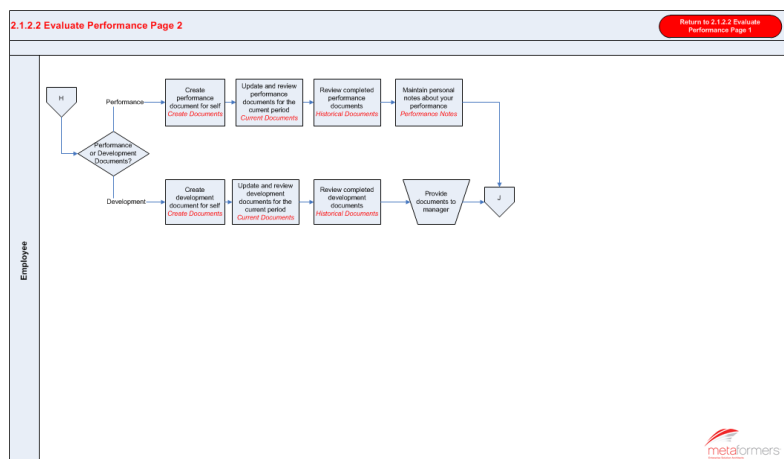 2.1.2.2 Evaluate Performance Page 2
Return to 2.1.2.2 Evaluate
Performance Page 1
Employee
H
Performance
or Development
Documents?
Performance
Create
performance
document for self
Create Documents
Update and review
performance
documents for the
current period
Current Documents
Review completed
performance
documents
Historical Documents
Maintain personal
notes about your
performance
Performance Notes
Development
Create
development
document for self
Create Documents
Update and review
development
documents for the
current period
Current Documents
Review completed
development
documents
Historical Documents
Provide
documents to
manager
J
metaformers